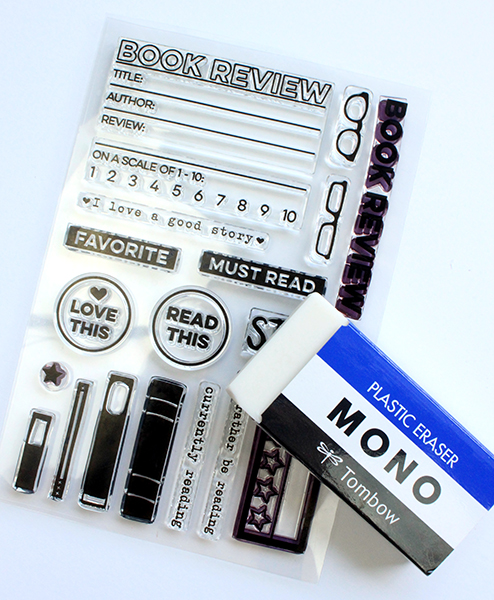 BOOK REVIEW
TITLE:
AUTHOR:
REVIEW:
ON A SCALE OF 1 - 10:
1 2 3 4 5 6 7 8 9 10
I love a good story
FAVORITE
MUST READ
LOVE
THIS
READ
THIS
currently reading
rather be reading
BOOK REVIEW
PLASTIC ERASER
MONO
Tombow